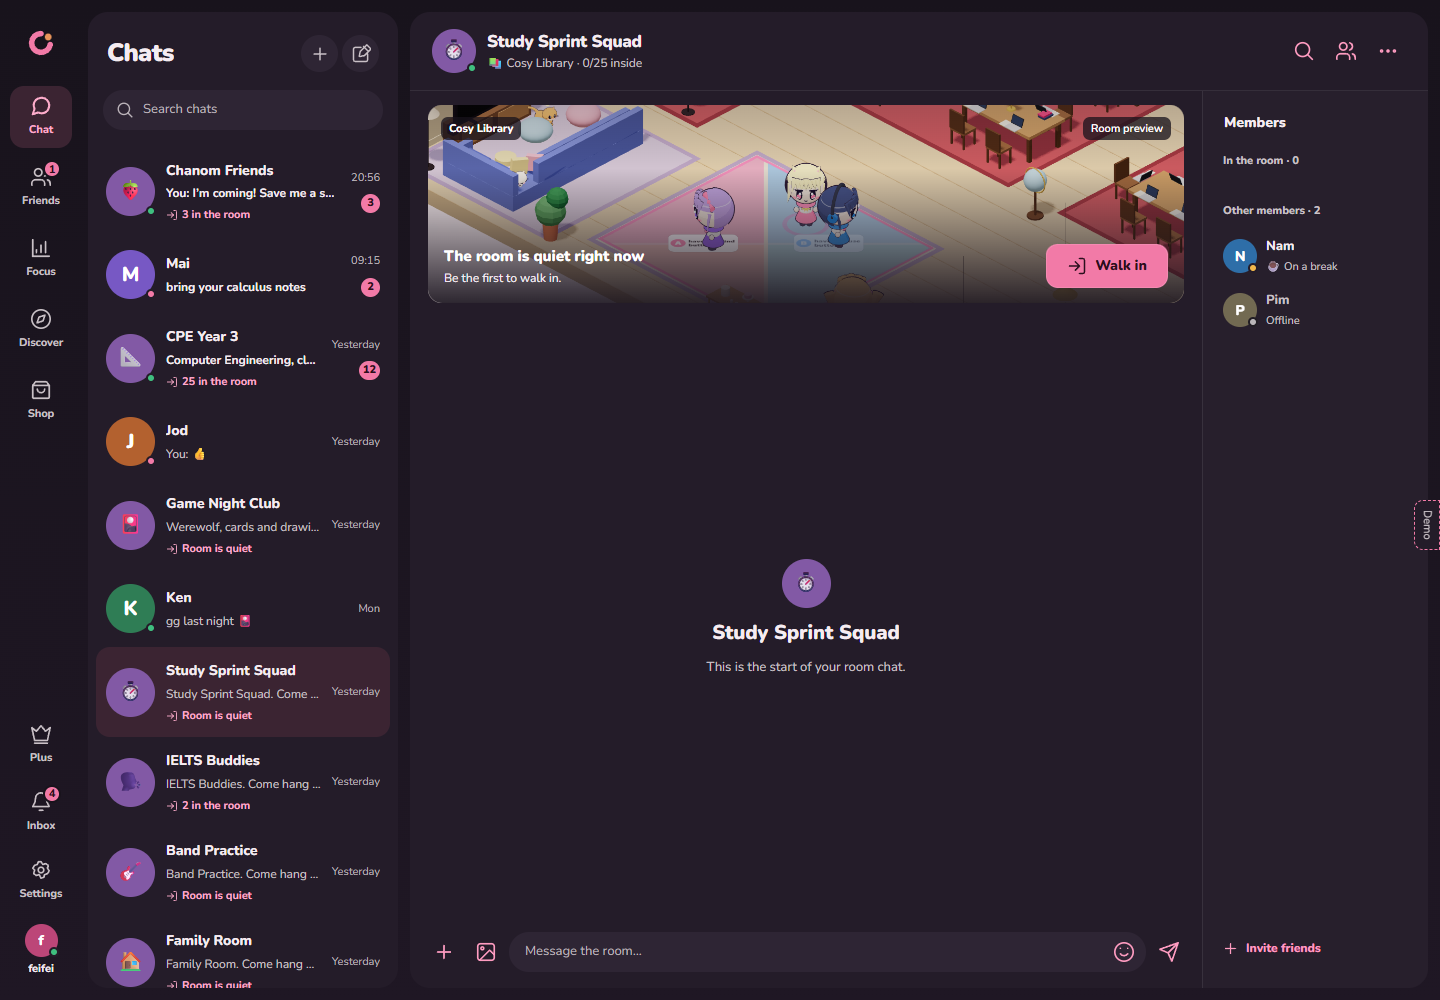 Chat
1
Friends
Focus
Discover
Shop
Plus
4
Inbox
Settings
f
feifei
Chats
Search chats
Chanom Friends
20:56
You: I'm coming! Save me a s...
3
3 in the room
M
Mai
09:15
bring your calculus notes
2
CPE Year 3
Yesterday
Computer Engineering, cl...
12
25 in the room
J
Jod
Yesterday
You: 👍
Game Night Club
Werewolf, cards and drawi...
Yesterday
Room is quiet
K
Ken
Mon
gg last night 🎴
Study Sprint Squad
Study Sprint Squad. Come ...
Yesterday
Room is quiet
IELTS Buddies
IELTS Buddies. Come hang ...
Yesterday
2 in the room
Band Practice
Band Practice. Come hang ...
Yesterday
Room is quiet
Family Room
Family Room. Come hang ...
Yesterday
Room is quiet
Study Sprint Squad
Cosy Library · 0/25 inside
Cosy Library
Room preview
The room is quiet right now
Be the first to walk in.
Walk in
Study Sprint Squad
This is the start of your room chat.
Message the room...
Members
In the room · 0
Other members · 2
N
Nam
On a break
P
Pim
Offline
Invite friends
Demo